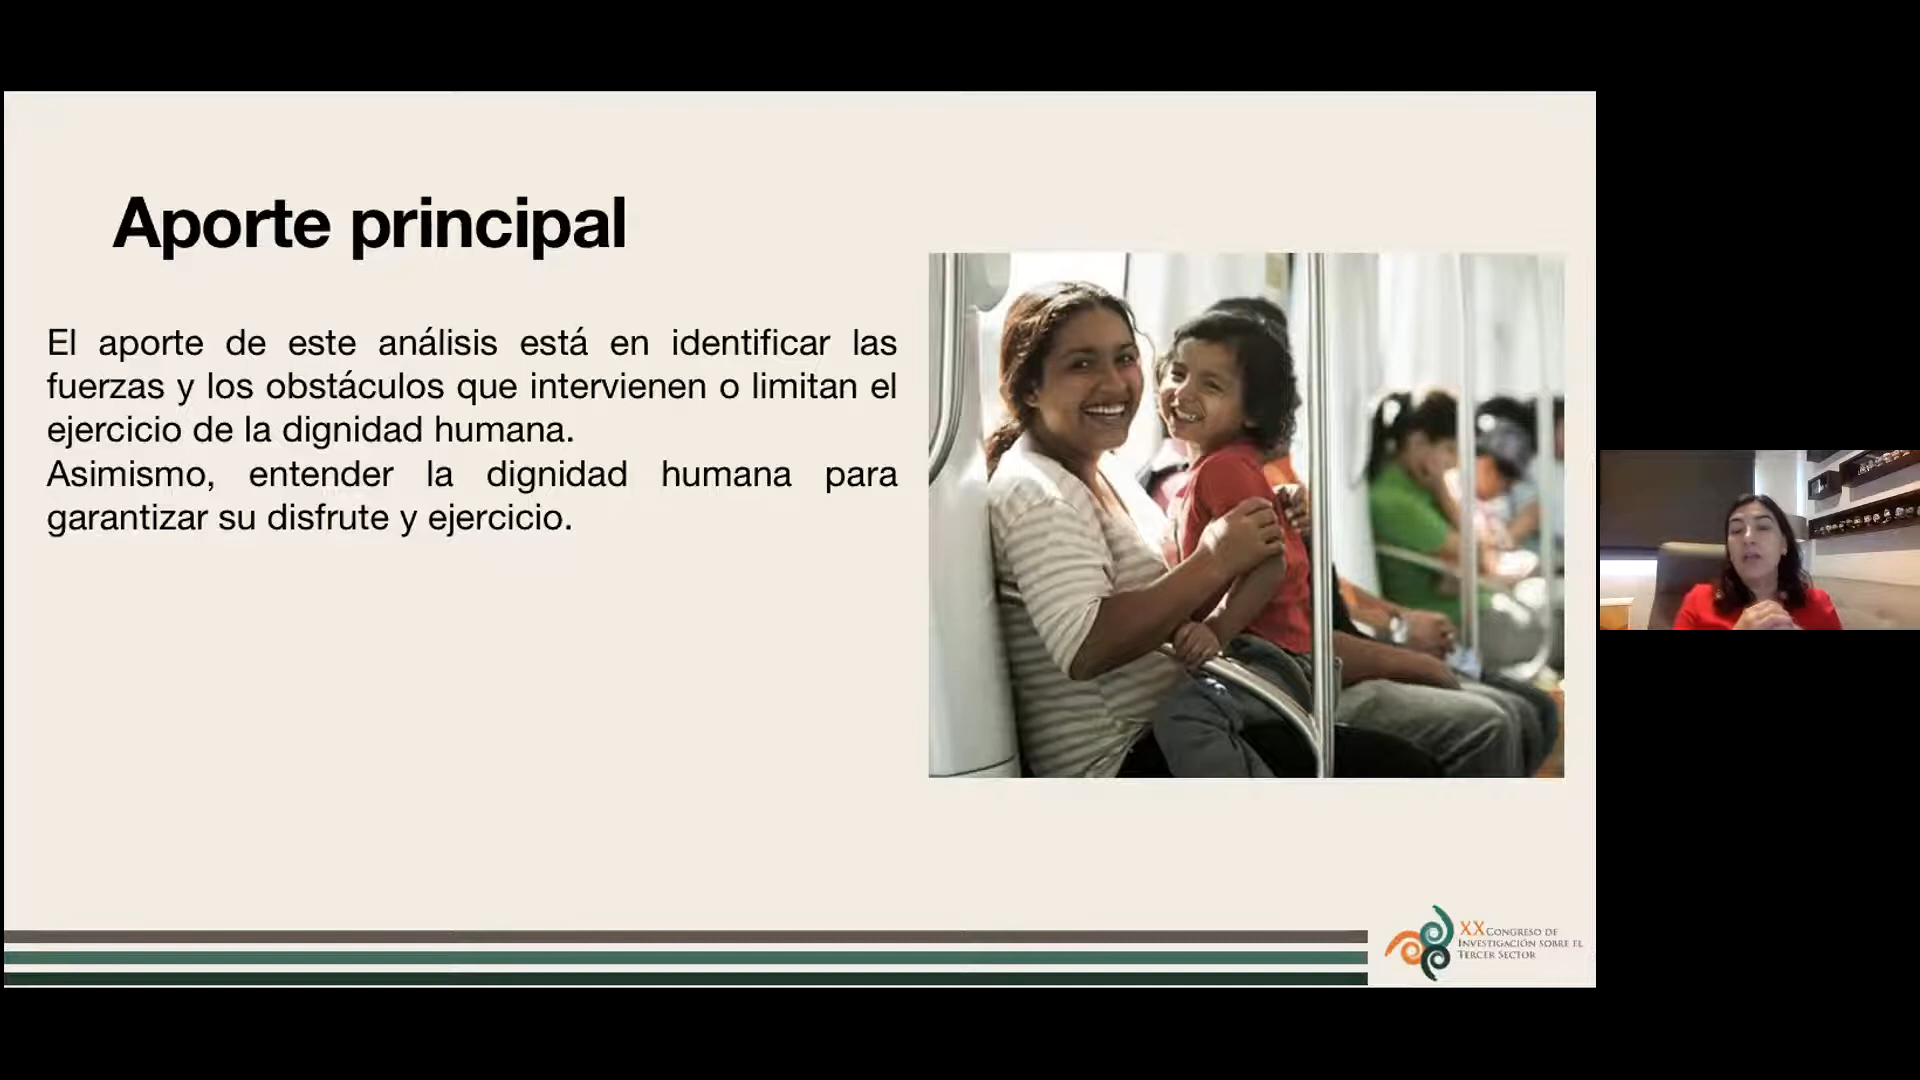 Aporte principal
El aporte de este análisis está en identificar las
fuerzas y los obstáculos que intervienen o limitan el
ejercicio de la dignidad humana.
Asimismo, entender la dignidad humana para
garantizar su disfrute y ejercicio.
XX CONGRESO DE
INVESTIGACIÓN SOBRE EL
TERCER SECTOR